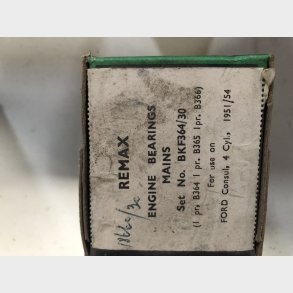 REMAX
ENGINE BEARINGS
MAINS
Set No. BKF364/30
(1 pr. B364 1 pr. B365 1 pr. B366)
For use on
FORD Consul, 4 Cyl., 1951/54